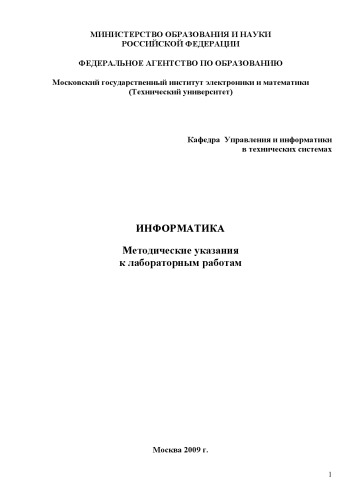 МИНИСТЕРСТВО ОБРАЗОВАНИЯ И НАУКИ
РОССИЙСКОЙ ФЕДЕРАЦИИ
ФЕДЕРАЛЬНОЕ АГЕНТСТВО ПО ОБРАЗОВАНИЮ
Московский государственный институт электроники и математики
(Технический университет)
Кафедра Управления и информатики
в технических системах
ИНФОРМАТИКА
Методические указания
к лабораторным работам
Москва 2009 г.
1